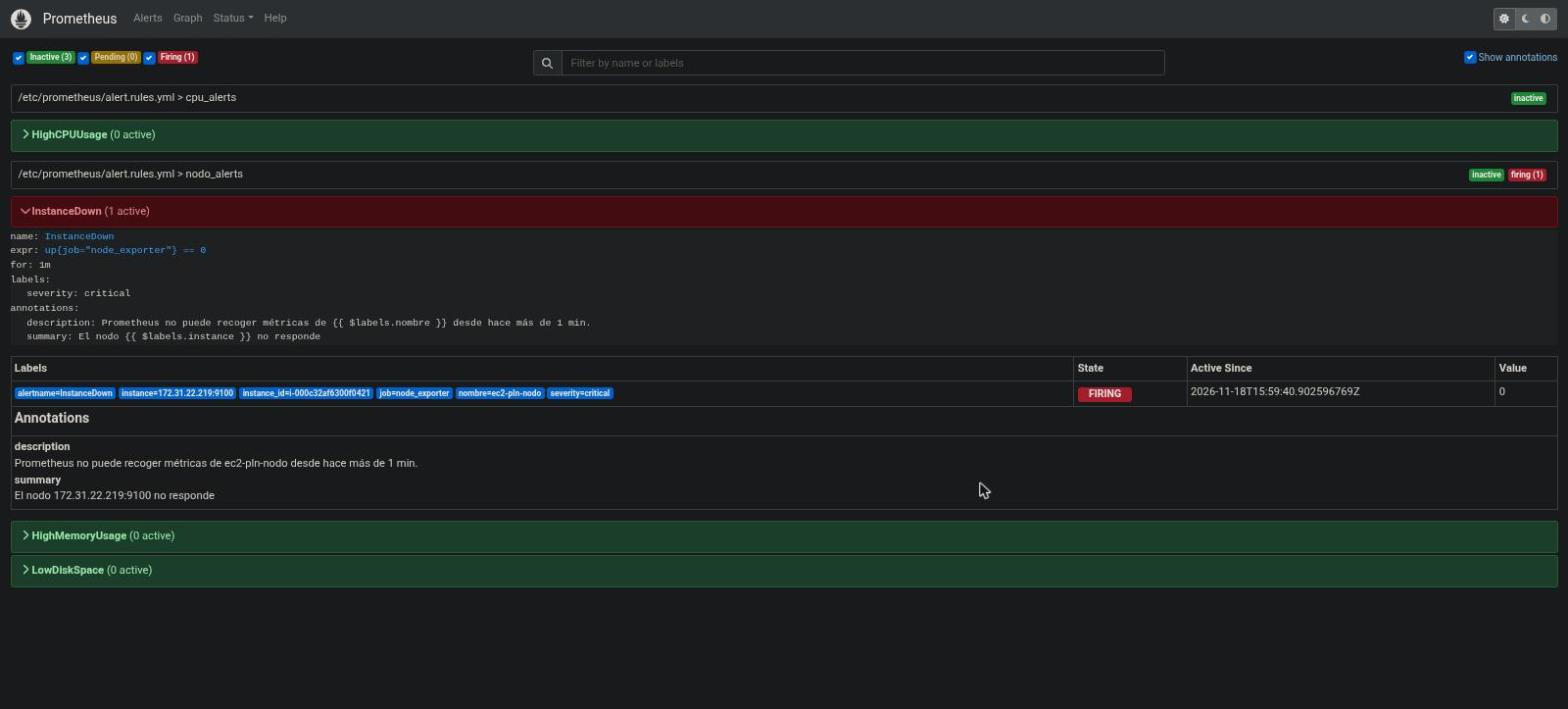 Prometheus Alerts Graph Status Help
Inactive (3) Pending (0) Firing (1) Filter by name or labels Show annotations
/etc/prometheus/alert.rules.yml > cpu_alerts inactive
HighCPUUsage (0 active)
/etc/prometheus/alert.rules.yml > nodo_alerts inactive firing (1)
InstanceDown (1 active)
name: InstanceDown
expr: up{job="node_exporter"} == 0
for: 1m
labels:
severity: critical
annotations:
description: Prometheus no puede recoger métricas de {{ $labels.nombre }} desde hace más de 1 min.
summary: El nodo {{ $labels.instance }} no responde
Labels State Active Since Value
alertname=InstanceDown instance=172.31.22.219:9100 instance_id=i-000c32af6300f0421 job=node_exporter nombre=ec2-pln-nodo severity=critical FIRING 2026-11-18T15:59:40.902596769Z 0
Annotations
description
Prometheus no puede recoger métricas de ec2-pln-nodo desde hace más de 1 min.
summary
El nodo 172.31.22.219:9100 no responde
HighMemoryUsage (0 active)
LowDiskSpace (0 active)